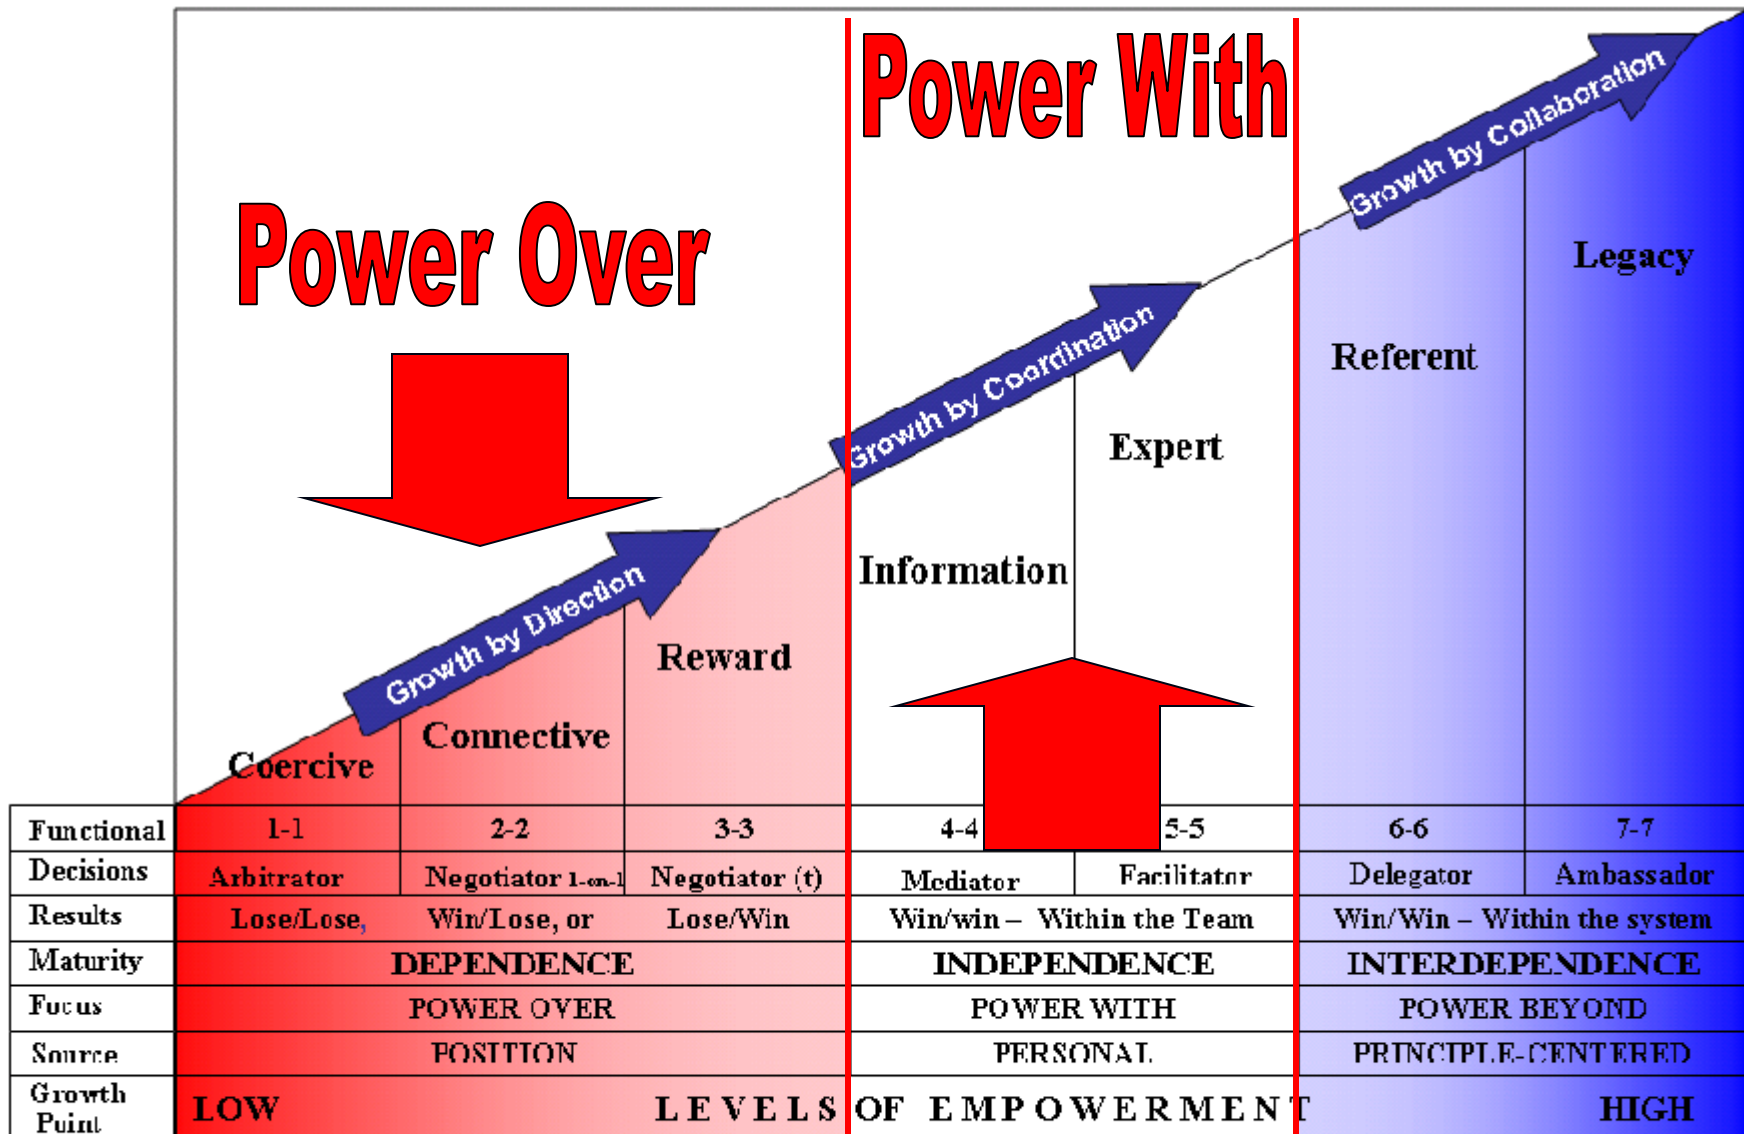 Power With
Power Over
Growth by Collaboration
Legacy
Growth by Coordination
Referent
Expert
Information
Growth by Direction
Reward
Connective
Coercive
Functional 1-1 2-2 3-3 4-4 5-5 6-6 7-7
Decisions Arbitrator Negotiator 1-on-1 Negotiator (t) Mediator Facilitator Delegator Ambassador
Results Lose/Lose, Win/Lose, or Lose/Win Win/win – Within the Team Win/Win – Within the system
Maturity DEPENDENCE INDEPENDENCE INTERDEPENDENCE
Focus POWER OVER POWER WITH POWER BEYOND
Source POSITION PERSONAL PRINCIPLE-CENTERED
Growth
Point LOW LEVELS OF EMPOWERMENT HIGH